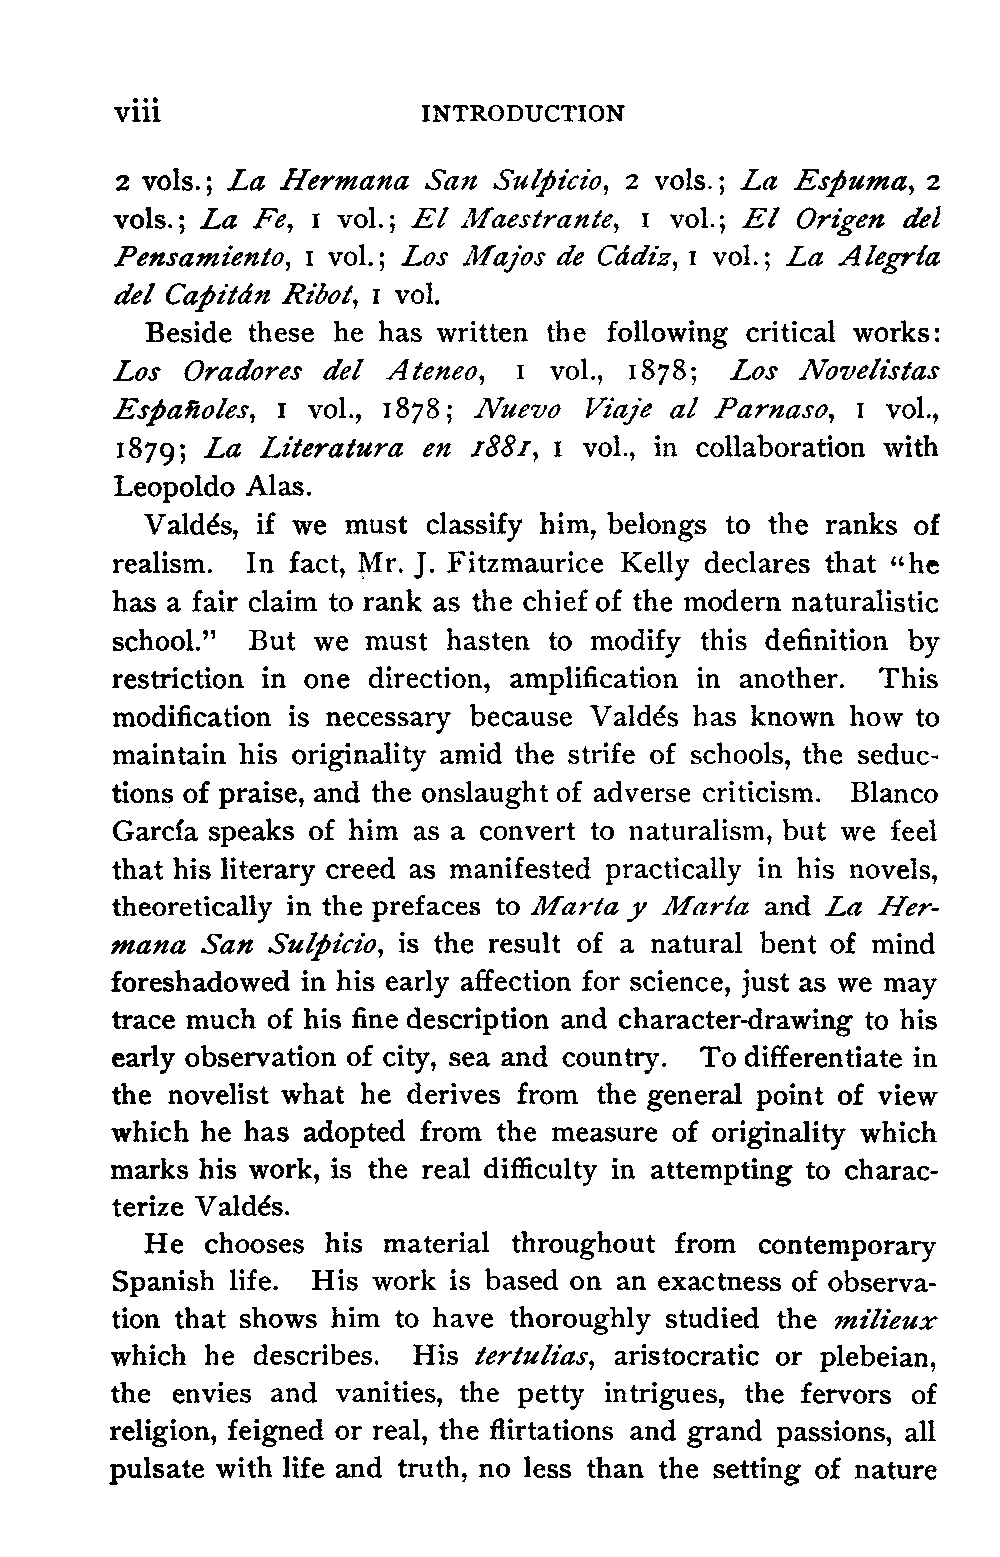 viii INTRODUCTION
2 vols.; La Hermana San Sulpicio, 2 vols.; La Espuma, 2
vols.; La Fe, 1 vol.; El Maestrante, 1 vol.; El Origen del
Pensamiento, 1 vol.; Los Majos de Cádiz, 1 vol.; La Alegría
del Capitán Ribot, 1 vol.
Beside these he has written the following critical works:
Los Oradores del Ateneo, 1 vol., 1878; Los Novelistas
Españoles, 1 vol., 1878; Nuevo Viaje al Parnaso, 1 vol.,
1879; La Literatura en 1881, 1 vol., in collaboration with
Leopoldo Alas.
Valdés, if we must classify him, belongs to the ranks of
realism. In fact, Mr. J. Fitzmaurice Kelly declares that "he
has a fair claim to rank as the chief of the modern naturalistic
school." But we must hasten to modify this definition by
restriction in one direction, amplification in another. This
modification is necessary because Valdés has known how to
maintain his originality amid the strife of schools, the seduc-
tions of praise, and the onslaught of adverse criticism. Blanco
García speaks of him as a convert to naturalism, but we feel
that his literary creed as manifested practically in his novels,
theoretically in the prefaces to Marta y María and La Her-
mana San Sulpicio, is the result of a natural bent of mind
foreshadowed in his early affection for science, just as we may
trace much of his fine description and character-drawing to his
early observation of city, sea and country. To differentiate in
the novelist what he derives from the general point of view
which he has adopted from the measure of originality which
marks his work, is the real difficulty in attempting to charac-
terize Valdés.
He chooses his material throughout from contemporary
Spanish life. His work is based on an exactness of observa-
tion that shows him to have thoroughly studied the milieux
which he describes. His tertulias, aristocratic or plebeian,
the envies and vanities, the petty intrigues, the fervors of
religion, feigned or real, the flirtations and grand passions, all
pulsate with life and truth, no less than the setting of nature